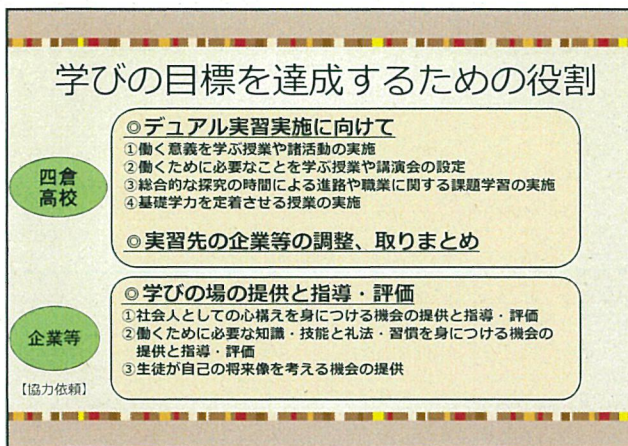 学びの目標を達成するための役割
四倉
高校
◎デュアル実習実施に向けて
①働く意義を学ぶ授業や諸活動の実施
②働くために必要なことを学ぶ授業や講演会の設定
③総合的な探究の時間による進路や職業に関する課題学習の実施
④基礎学力を定着させる授業の実施
◎実習先の企業等の調整、取りまとめ
企業等
【協力依頼】
◎学びの場の提供と指導・評価
①社会人としての心構えを身につける機会の提供と指導・評価
②働くために必要な知識・技能と礼法・習慣を身につける機会の
提供と指導・評価
③生徒が自己の将来像を考える機会の提供